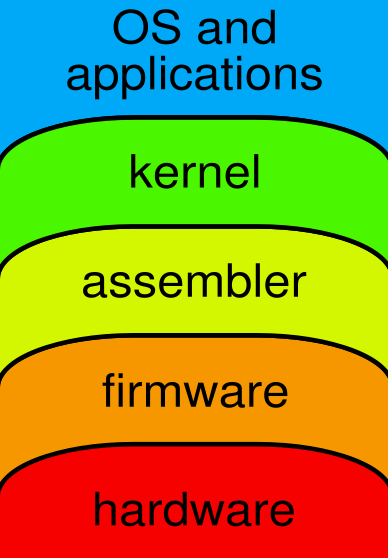 OS and
applications
kernel
assembler
firmware
hardware